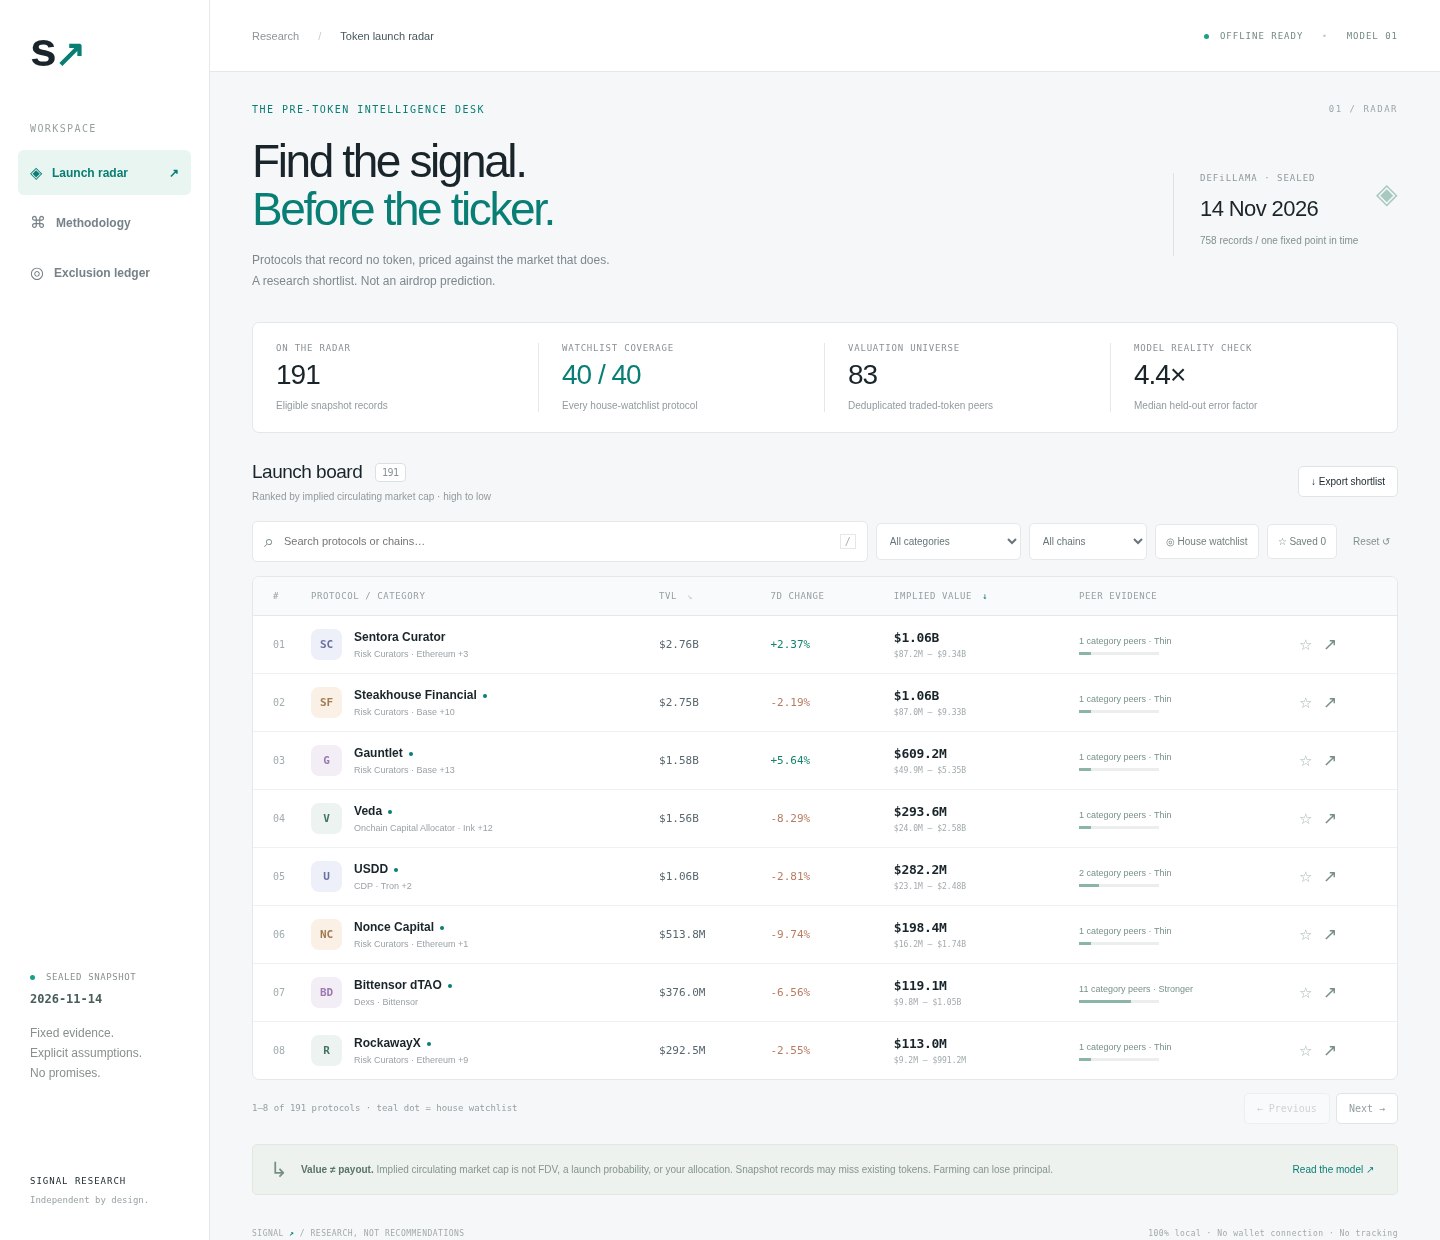 s↗
WORKSPACE
◈ Launch radar ↗
⌘ Methodology
◎ Exclusion ledger
SEALED SNAPSHOT
2026-11-14
Fixed evidence.
Explicit assumptions.
No promises.
SIGNAL RESEARCH
Independent by design.
Research / Token launch radar
OFFLINE READY MODEL 01
THE PRE-TOKEN INTELLIGENCE DESK
01 / RADAR
Find the signal.
Before the ticker.
Protocols that record no token, priced against the market that does.
A research shortlist. Not an airdrop prediction.
DEFiLLAMA · SEALED
14 Nov 2026
758 records / one fixed point in time
ON THE RADAR
191
Eligible snapshot records
WATCHLIST COVERAGE
40 / 40
Every house-watchlist protocol
VALUATION UNIVERSE
83
Deduplicated traded-token peers
MODEL REALITY CHECK
4.4×
Median held-out error factor
Launch board 191
Ranked by implied circulating market cap · high to low
↓ Export shortlist
Search protocols or chains… /
All categories
All chains
◎ House watchlist
☆ Saved 0
Reset ↺
# PROTOCOL / CATEGORY TVL 7D CHANGE IMPLIED VALUE ↓ PEER EVIDENCE
01 SC Sentora Curator $2.76B +2.37% $1.06B 1 category peers · Thin ☆ ↗
Risk Curators · Ethereum +3 $87.2M — $9.34B
02 SF Steakhouse Financial $2.75B -2.19% $1.06B 1 category peers · Thin ☆ ↗
Risk Curators · Base +10 $87.0M — $9.33B
03 G Gauntlet $1.58B +5.64% $609.2M 1 category peers · Thin ☆ ↗
Risk Curators · Base +13 $49.9M — $5.35B
04 V Veda $1.56B -8.29% $293.6M 1 category peers · Thin ☆ ↗
Onchain Capital Allocator · Ink +12 $24.0M — $2.58B
05 U USDD $1.06B -2.81% $282.2M 2 category peers · Thin ☆ ↗
CDP · Tron +2 $23.1M — $2.48B
06 NC Nonce Capital $513.8M -9.74% $198.4M 1 category peers · Thin ☆ ↗
Risk Curators · Ethereum +1 $16.2M — $1.74B
07 BD Bittensor dTAO $376.0M -6.56% $119.1M 11 category peers · Stronger ☆ ↗
Dexs · Bittensor $9.8M — $1.05B
08 R RockawayX $292.5M -2.55% $113.0M 1 category peers · Thin ☆ ↗
Risk Curators · Ethereum +9 $9.2M — $991.2M
1–8 of 191 protocols · teal dot = house watchlist
← Previous
Next →
↳ Value ≠ payout. Implied circulating market cap is not FDV, a launch probability, or your allocation. Snapshot records may miss existing tokens. Farming can lose principal.
Read the model ↗
SIGNAL ↗ / RESEARCH, NOT RECOMMENDATIONS
100% local · No wallet connection · No tracking